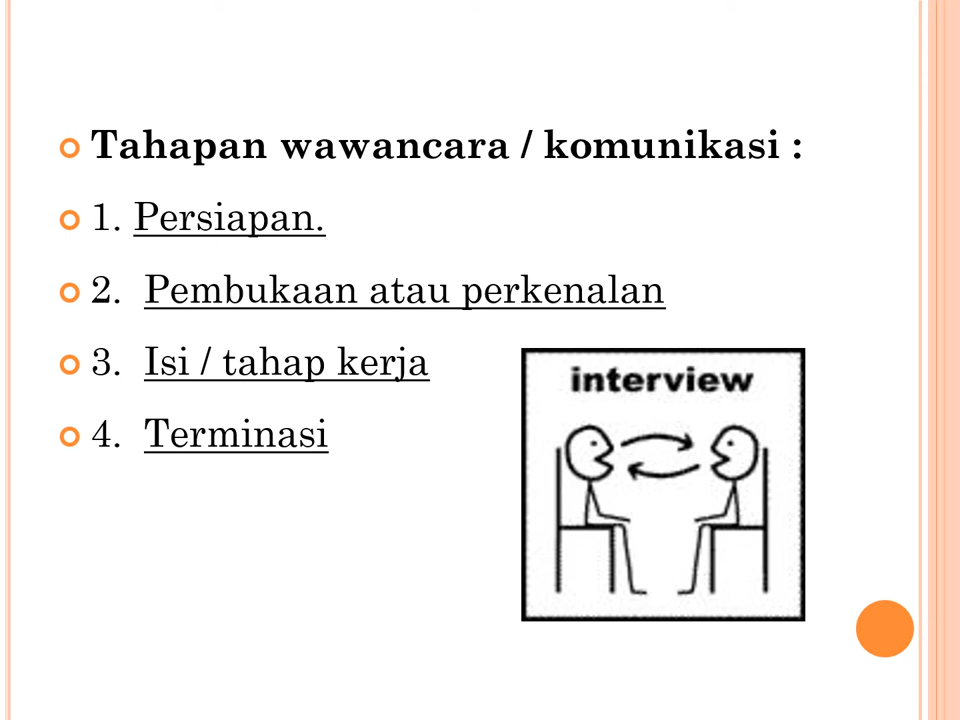 Tahapan wawancara / komunikasi :
1. Persiapan.
2. Pembukaan atau perkenalan
3. Isi / tahap kerja
4. Terminasi
interview